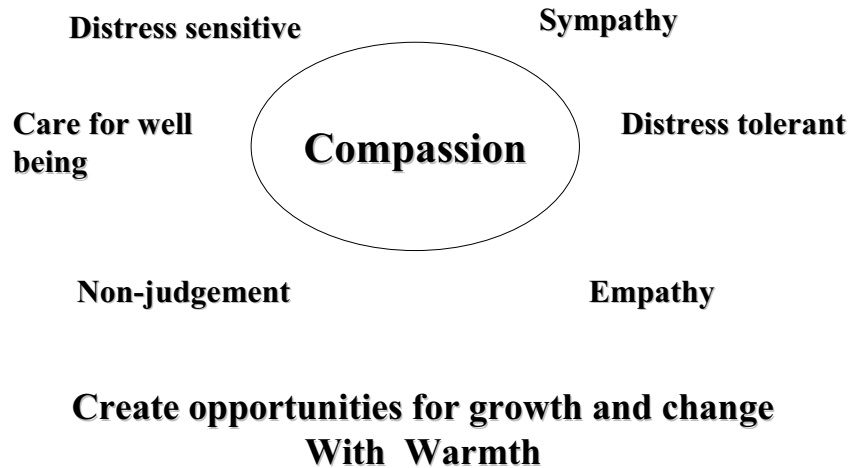 Distress sensitive
Sympathy
Care for well
being
Compassion
Distress tolerant
Non-judgement
Empathy
Create opportunities for growth and change
With Warmth